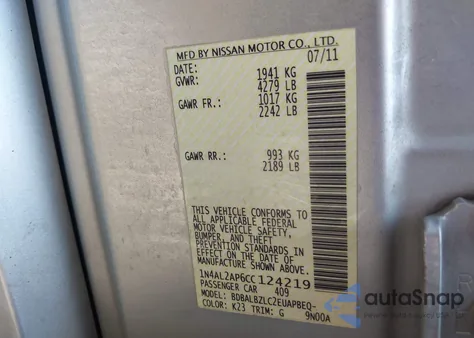 MFD BY NISSAN MOTOR CO., LTD.
DATE: 07/11
GVWR: 1941 KG
4279 LB
GAWR FR.: 1017 KG
2242 LB
GAWR RR.: 993 KG
2189 LB
THIS VEHICLE CONFORMS TO
ALL APPLICABLE FEDERAL
MOTOR VEHICLE SAFETY,
BUMPER, AND THEFT
PREVENTION STANDARDS IN
EFFECT ON THE DATE OF
MANUFACTURE SHOWN ABOVE.
1N4AL2AP6CC124219
PASSENGER CAR 409
MODEL: BDBALBZLC2EUAPBEQ-
COLOR: K23 TRIM: G 9N00A
autoSnap